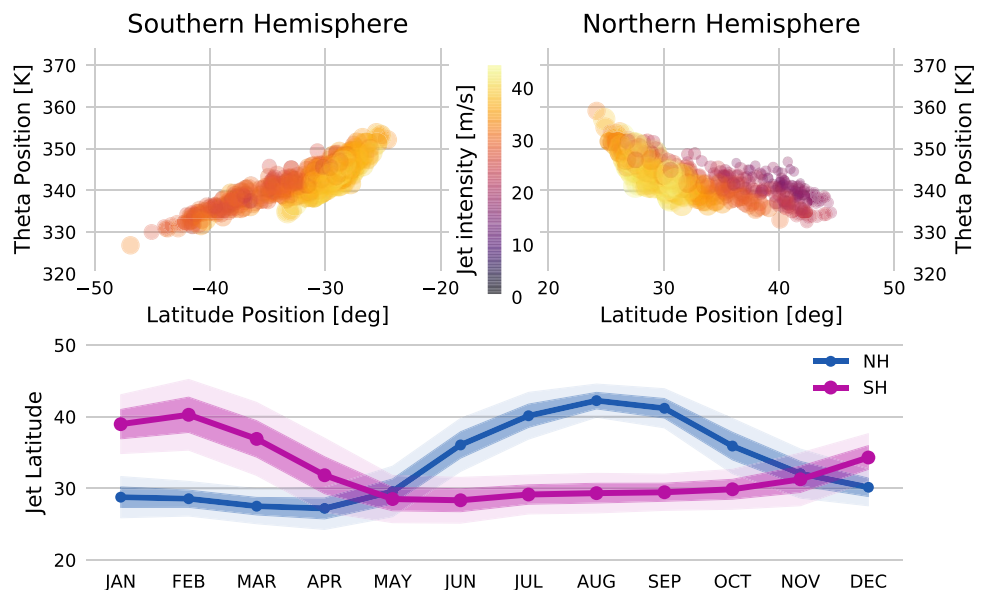 Southern Hemisphere
Northern Hemisphere
Theta Position [K]
370
360
350
340
330
320
−50
−40
−30
−20
Latitude Position [deg]
Jet intensity [m/s]
40
30
20
10
0
370
360
350
340
330
320
Theta Position [K]
20
30
40
50
Latitude Position [deg]
Jet Latitude
50
40
30
20
NH
SH
JAN FEB MAR APR MAY JUN JUL AUG SEP OCT NOV DEC